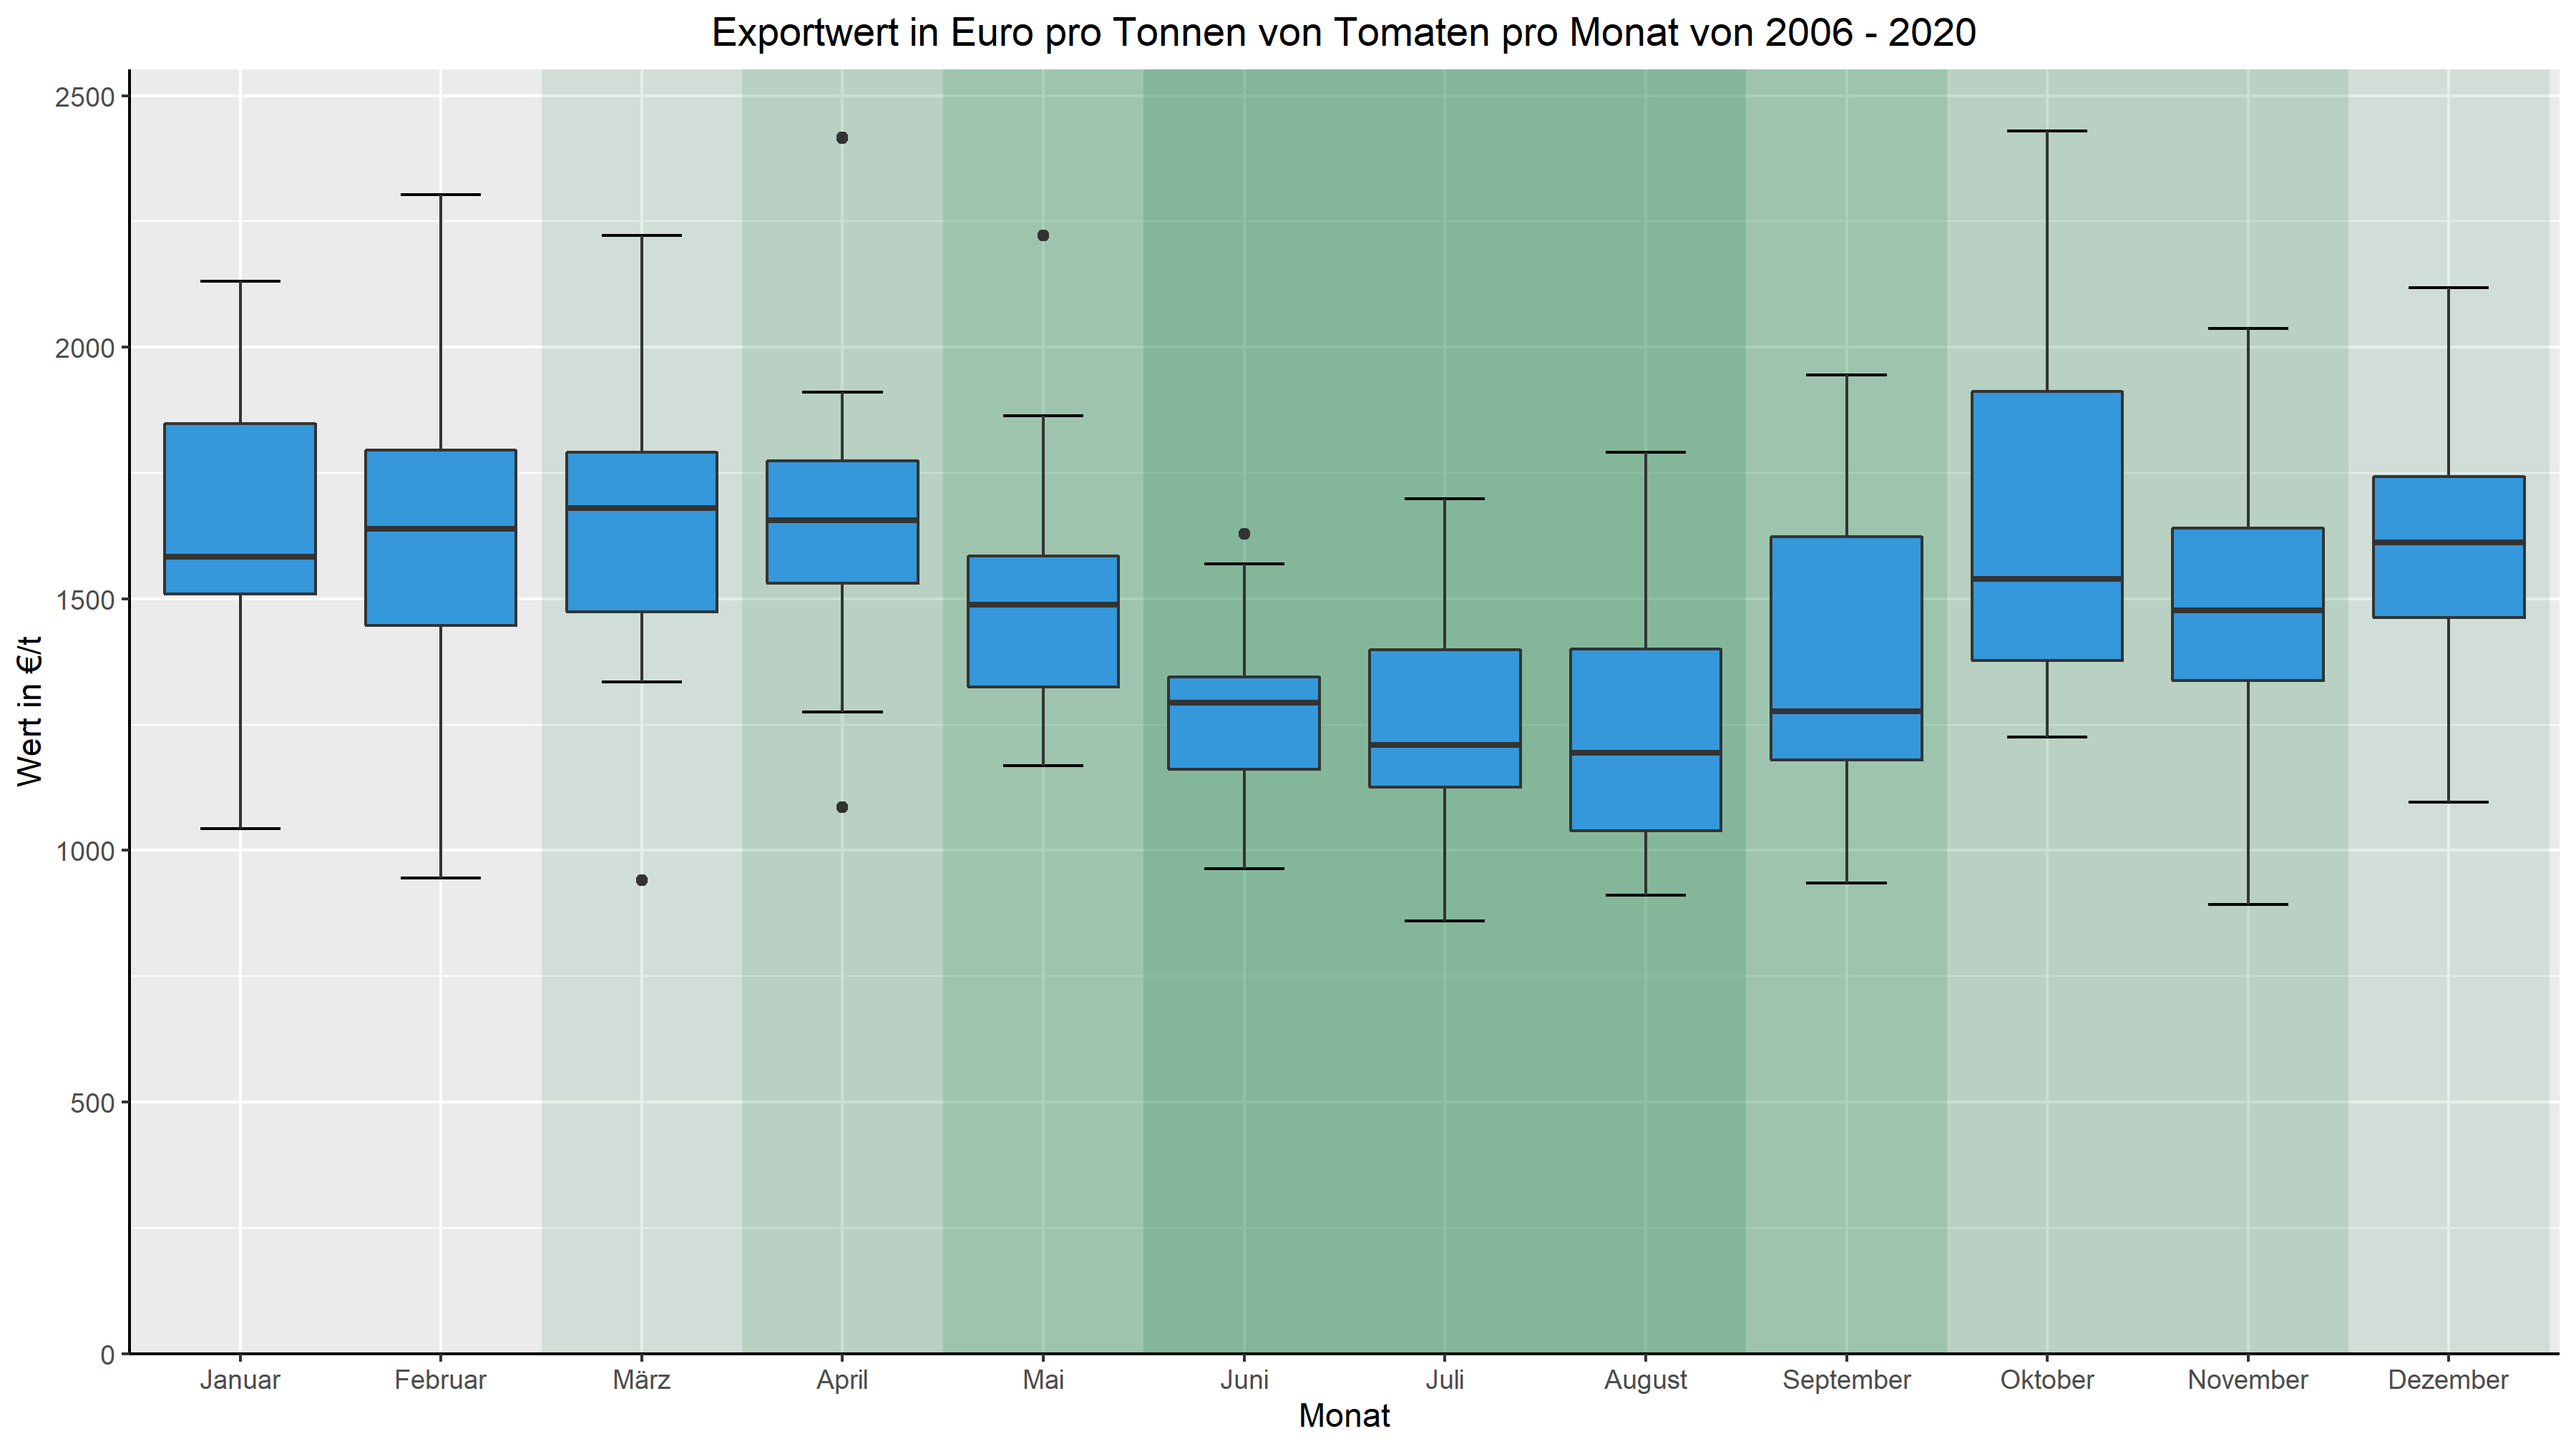 Exportwert in Euro pro Tonnen von Tomaten pro Monat von 2006 - 2020
Wert in €/t
2500
2000
1500
1000
500
0
Januar Februar März April Mai Juni Juli August September Oktober November Dezember
Monat